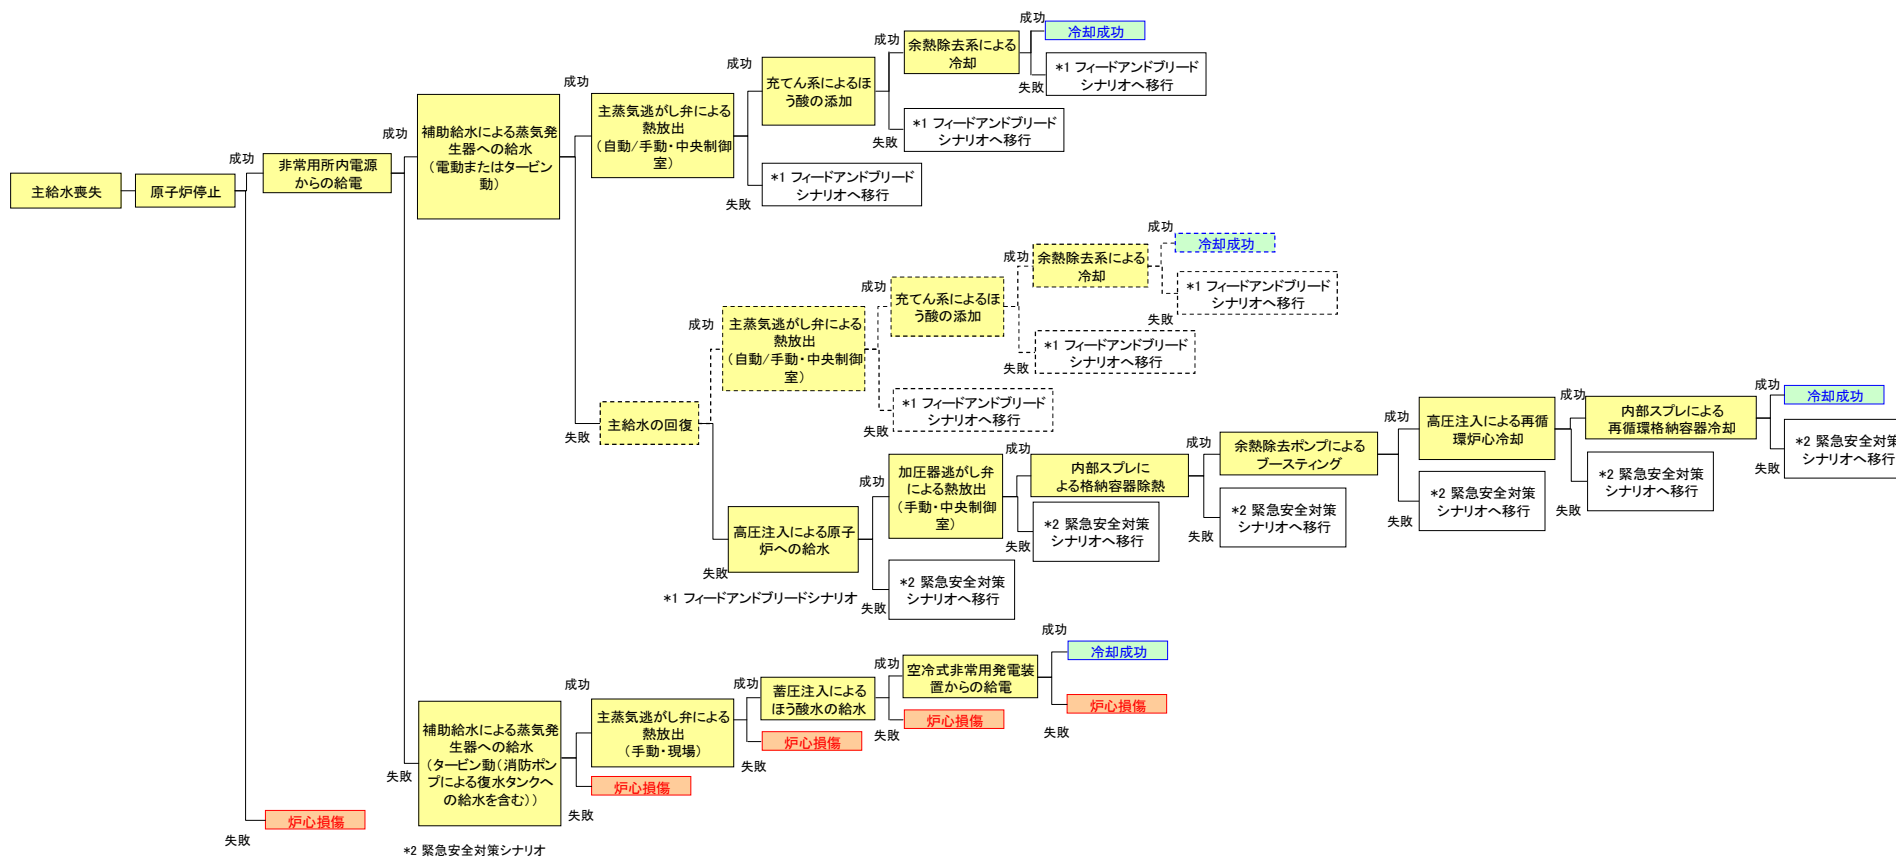 主給水喪失
原子炉停止
成功
非常用所内電源
からの給電
成功
補助給水による蒸気発
生器への給水
（電動またはタービン
動）
成功
主蒸気逃がし弁による
熱放出
（自動/手動・中央制御
室）
成功
充てん系によるほ
う酸の添加
成功
余熱除去系による
冷却
成功
冷却成功
失敗
*1 フィードアンドブリード
シナリオへ移行
失敗
*1 フィードアンドブリード
シナリオへ移行
失敗
*1 フィードアンドブリード
シナリオへ移行
失敗
主給水の回復
成功
主蒸気逃がし弁による
熱放出
（自動/手動・中央制御
室）
成功
充てん系によるほ
う酸の添加
成功
余熱除去系による
冷却
成功
冷却成功
失敗
*1 フィードアンドブリード
シナリオへ移行
失敗
*1 フィードアンドブリード
シナリオへ移行
失敗
*1 フィードアンドブリード
シナリオへ移行
失敗
高圧注入による原子
炉への給水
*1 フィードアンドブリードシナリオ
成功
加圧器逃がし弁
による熱放出
（手動・中央制御
室）
成功
内部スプレに
よる格納容器除熱
成功
余熱除去ポンプによる
ブースティング
成功
高圧注入による再循
環炉心冷却
成功
内部スプレによる
再循環格納容器冷却
成功
冷却成功
失敗
*2 緊急安全対策
シナリオへ移行
失敗
*2 緊急安全対策
シナリオへ移行
失敗
*2 緊急安全対策
シナリオへ移行
失敗
*2 緊急安全対策
シナリオへ移行
失敗
*2 緊急安全対策
シナリオへ移行
失敗
*2 緊急安全対策
シナリオへ移行
失敗
補助給水による蒸気発
生器への給水
（タービン動（消防ポン
プによる復水タンクへ
の給水を含む））
*2 緊急安全対策シナリオ
成功
主蒸気逃がし弁による
熱放出
（手動・現場）
成功
蓄圧注入による
ほう酸水の給水
成功
空冷式非常用発電装
置からの給電
成功
冷却成功
失敗
炉心損傷
失敗
炉心損傷
失敗
炉心損傷
失敗
炉心損傷
失敗
炉心損傷